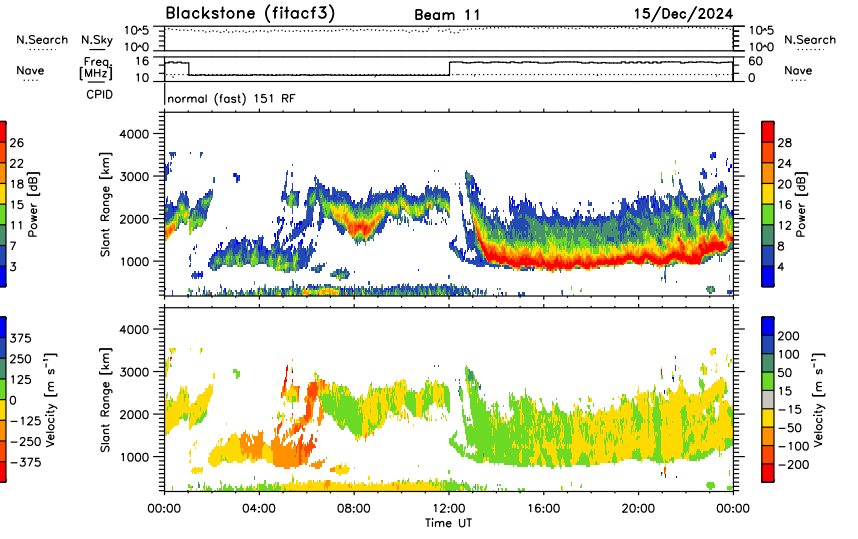 Blackstone (fitacf3) Beam 11 15/Dec/2024
N.Search N.Sky 10^5 10^5 N.Search
10^0 10^0
Nave Freq. [MHz] 16 60 Nave
10 0
CPID normal (fast) 151 RF
Slant Range [km] 4000 3000 2000 1000
Power [dB] 26 22 18 15 11 7 3
Power [dB] 28 24 20 16 12 8 4
Slant Range [km] 4000 3000 2000 1000
Velocity [m s⁻¹] 375 250 125 0 −125 −250 −375
Velocity [m s⁻¹] 200 100 50 15 −15 −50 −100 −200
00:00 04:00 08:00 12:00 16:00 20:00 00:00
Time UT